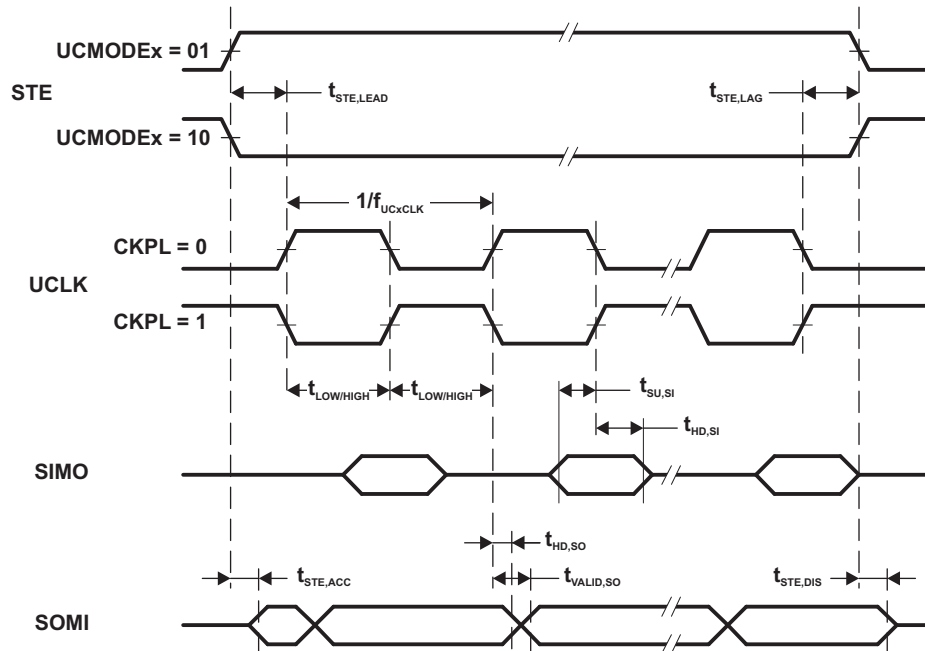 UCMODEx = 01
STE
tSTE,LEAD
tSTE,LAG
UCMODEx = 10
1/fUCxCLK
CKPL = 0
UCLK
CKPL = 1
tLOW/HIGH
tLOW/HIGH
tSU,SI
tHD,SI
SIMO
tHD,SO
tSTE,ACC
tVALID,SO
tSTE,DIS
SOMI